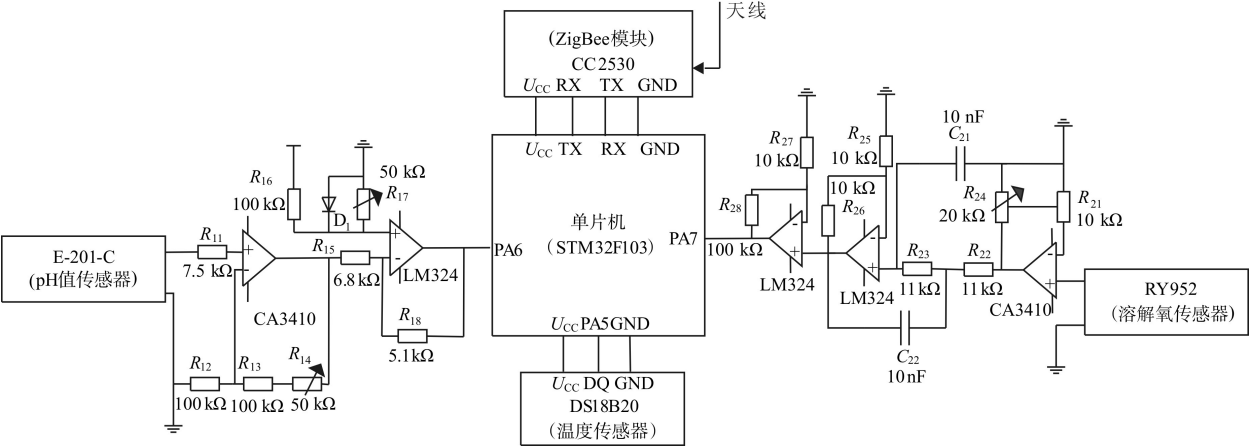 天线
(ZigBee模块)
CC2530
UCC RX TX GND
UCC TX RX GND
单片机
(STM32F103)
PA6
PA7
UCC PA5 GND
UCC DQ GND
DS18B20
(温度传感器)
E-201-C
(pH值传感器)
R11
7.5 kΩ
R12
100 kΩ
R13
100 kΩ
R14
50 kΩ
CA3410
R16
100 kΩ
D1
50 kΩ
R17
R15
6.8 kΩ
LM324
R18
5.1 kΩ
R28
100 kΩ
R27
10 kΩ
LM324
R25
10 kΩ
10 kΩ
R26
LM324
10 nF
C21
R23
11 kΩ
R22
11 kΩ
C22
10 nF
R24
20 kΩ
R21
10 kΩ
CA3410
RY952
(溶解氧传感器)
+
-
+
-
-
+
-
+
-
+